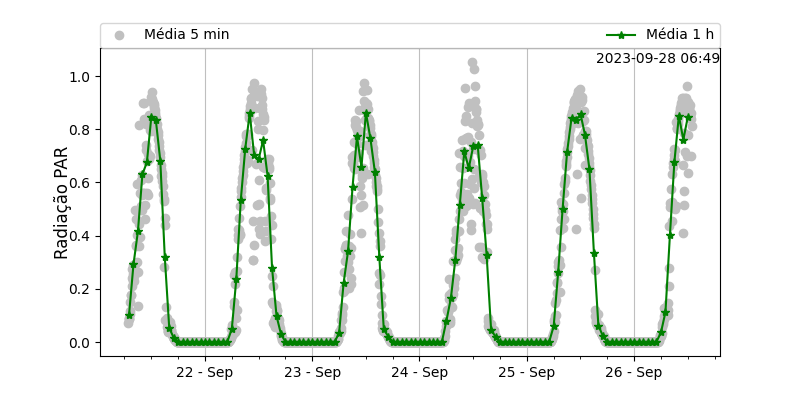 Média 5 min
Média 1 h
2023-09-28 06:49
Radiação PAR
1.0
0.8
0.6
0.4
0.2
0.0
22 - Sep
23 - Sep
24 - Sep
25 - Sep
26 - Sep